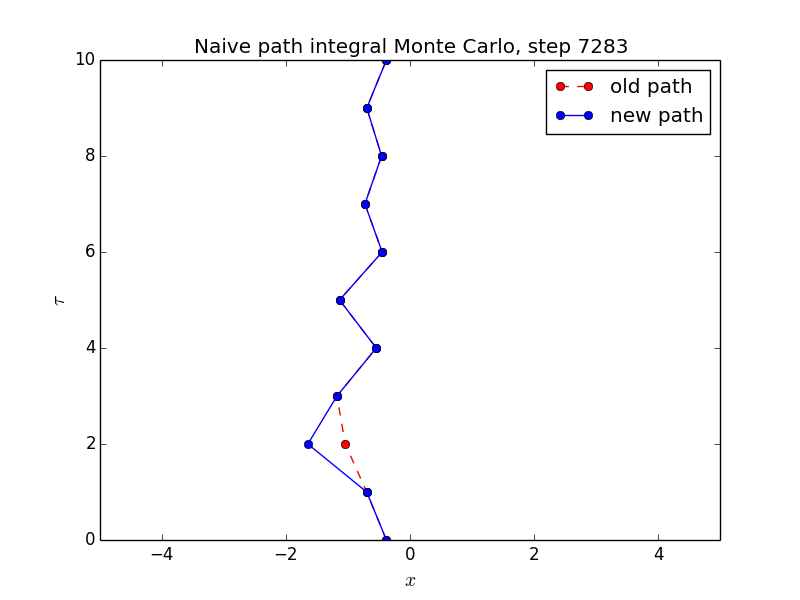 Naive path integral Monte Carlo, step 7283
old path
new path
10
8
6
4
2
0
τ
−4
−2
0
2
4
x